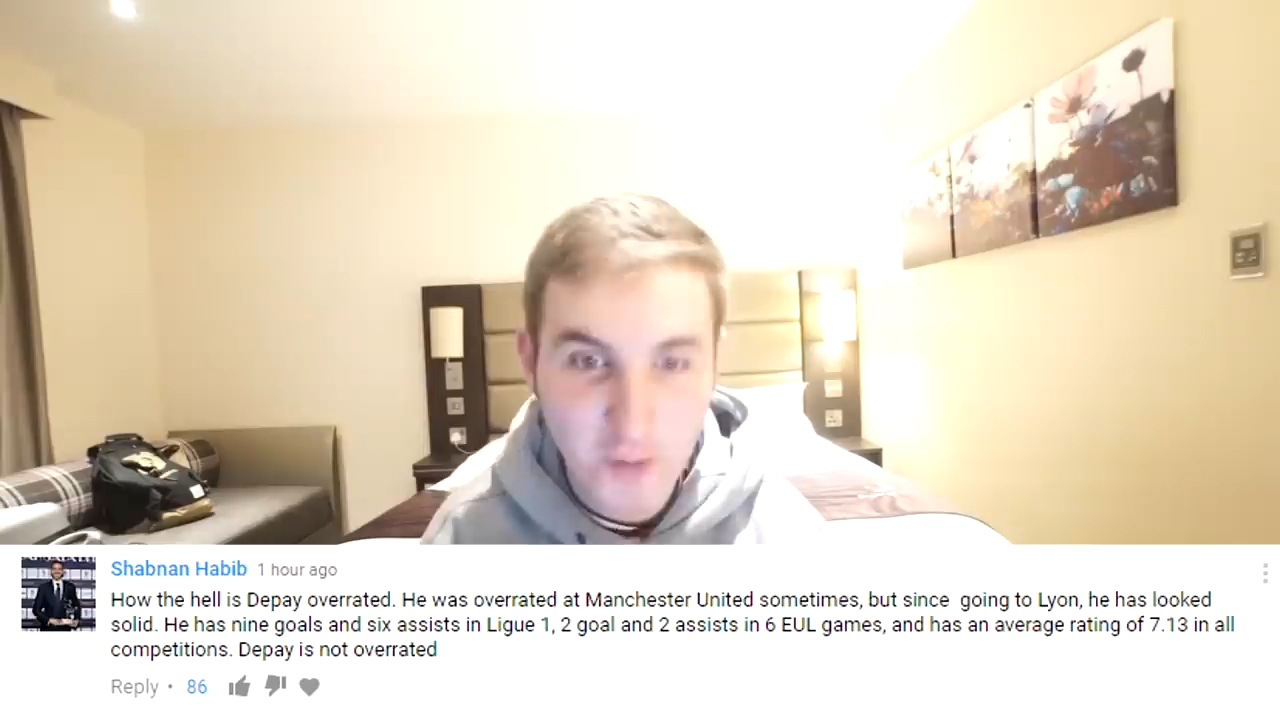 Shabnan Habib 1 hour ago
How the hell is Depay overrated. He was overrated at Manchester United sometimes, but since  going to Lyon, he has looked
solid. He has nine goals and six assists in Ligue 1, 2 goal and 2 assists in 6 EUL games, and has an average rating of 7.13 in all
competitions. Depay is not overrated
Reply • 86